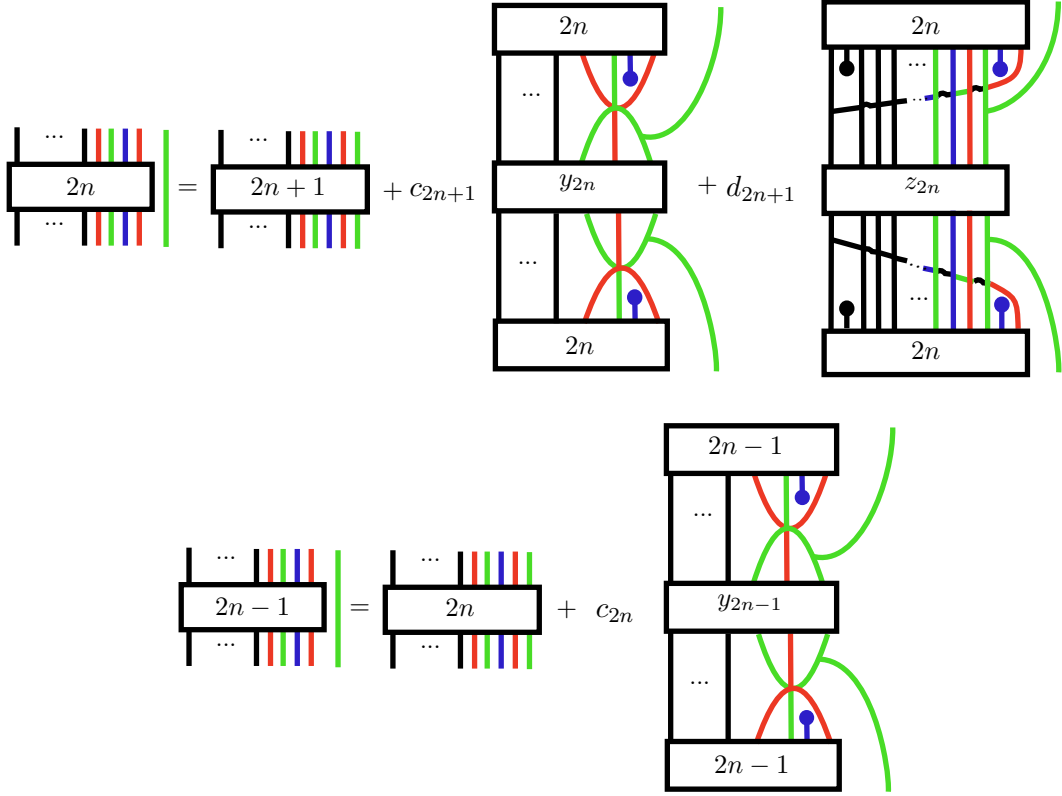 2n 2n
... ...
... ...
2n = 2n + 1 + c_{2n+1} y_{2n} + d_{2n+1} z_{2n}
... ...
... ...
2n 2n
2n − 1
... ... ...
2n − 1 = 2n + c_{2n} y_{2n−1}
... ... ...
2n − 1